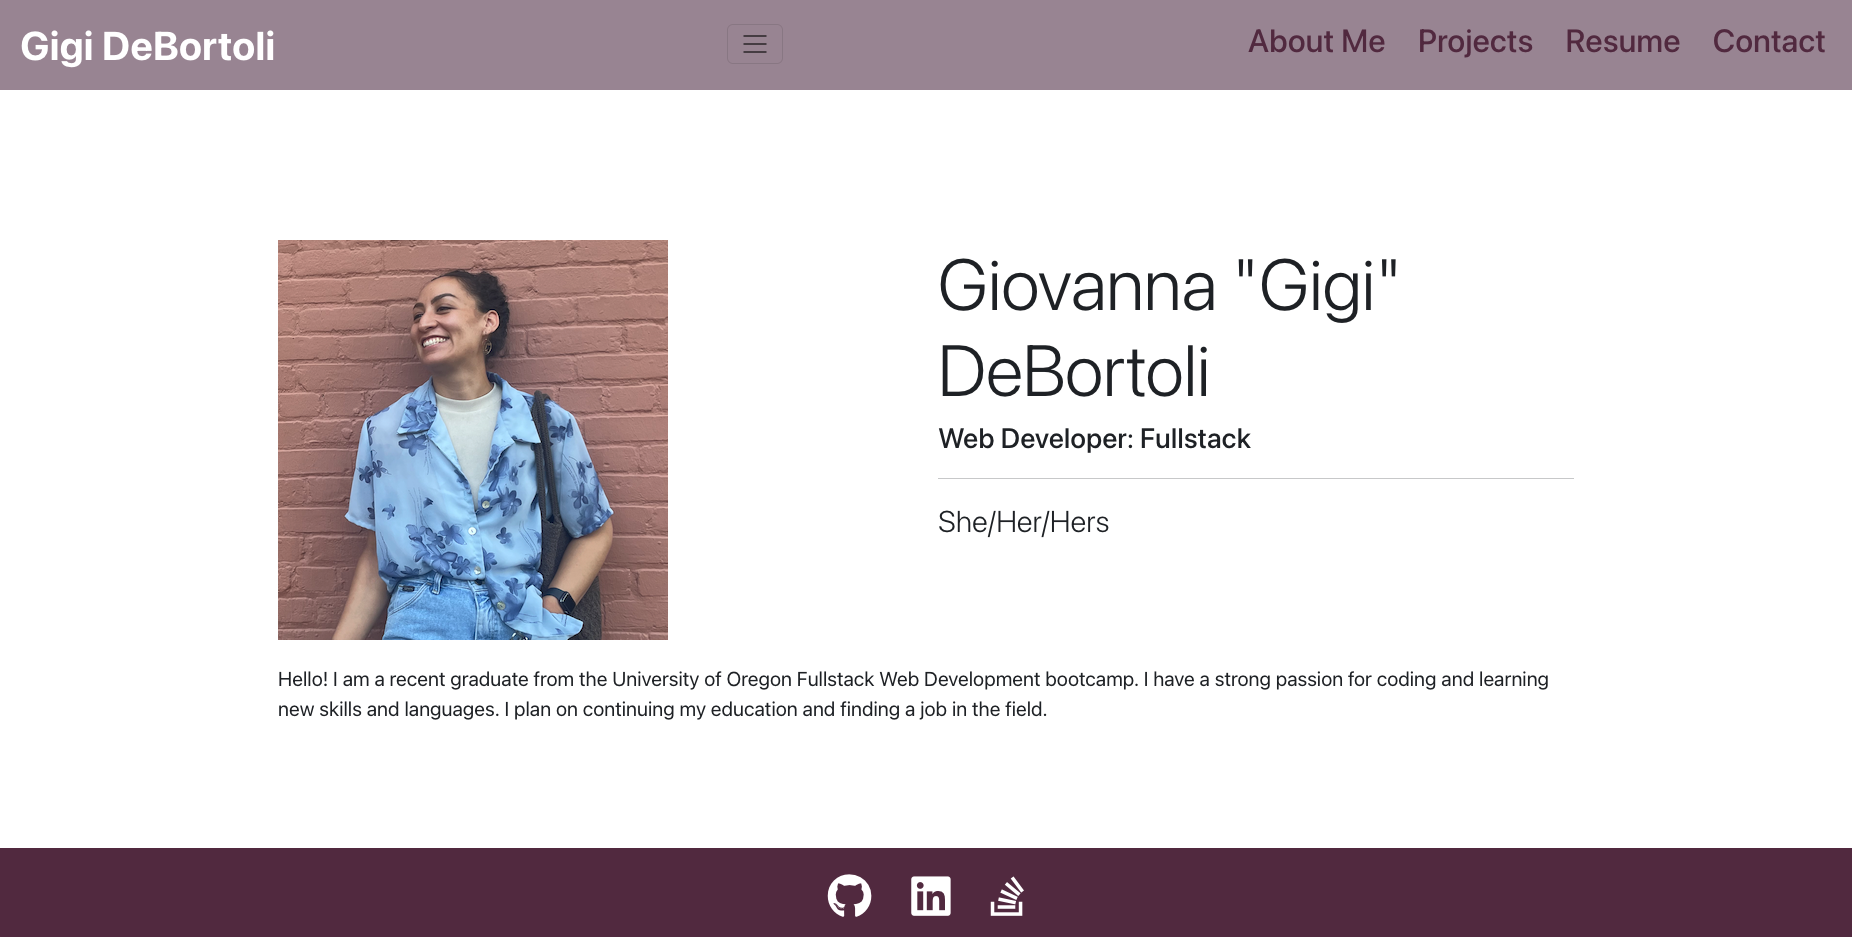 Gigi DeBortoli
About Me Projects Resume Contact
Giovanna "Gigi"
DeBortoli
Web Developer: Fullstack
She/Her/Hers
Hello! I am a recent graduate from the University of Oregon Fullstack Web Development bootcamp. I have a strong passion for coding and learning
new skills and languages. I plan on continuing my education and finding a job in the field.
in